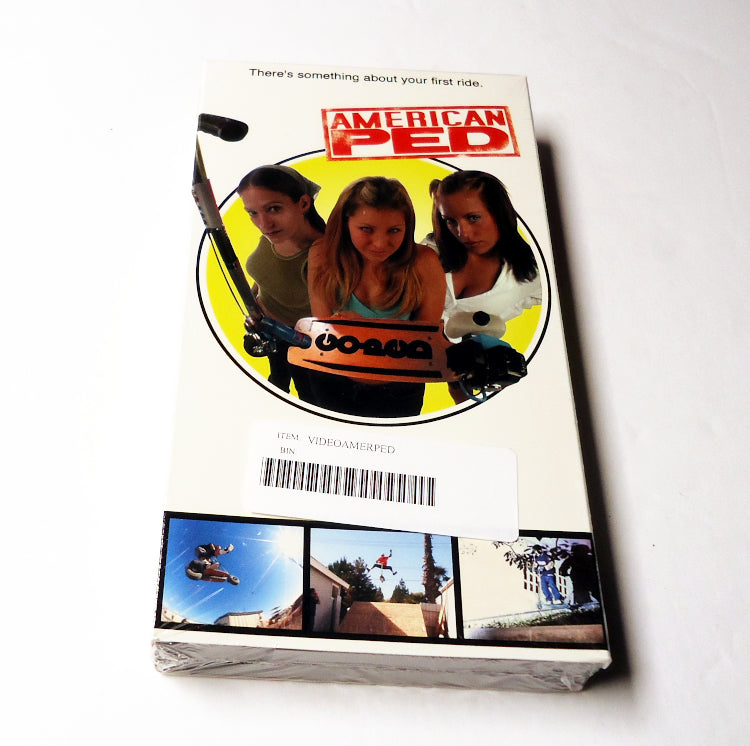 There's something about your first ride.
AMERICAN
PED
GOPED
ITEM VIDEOAMERPED
BIN